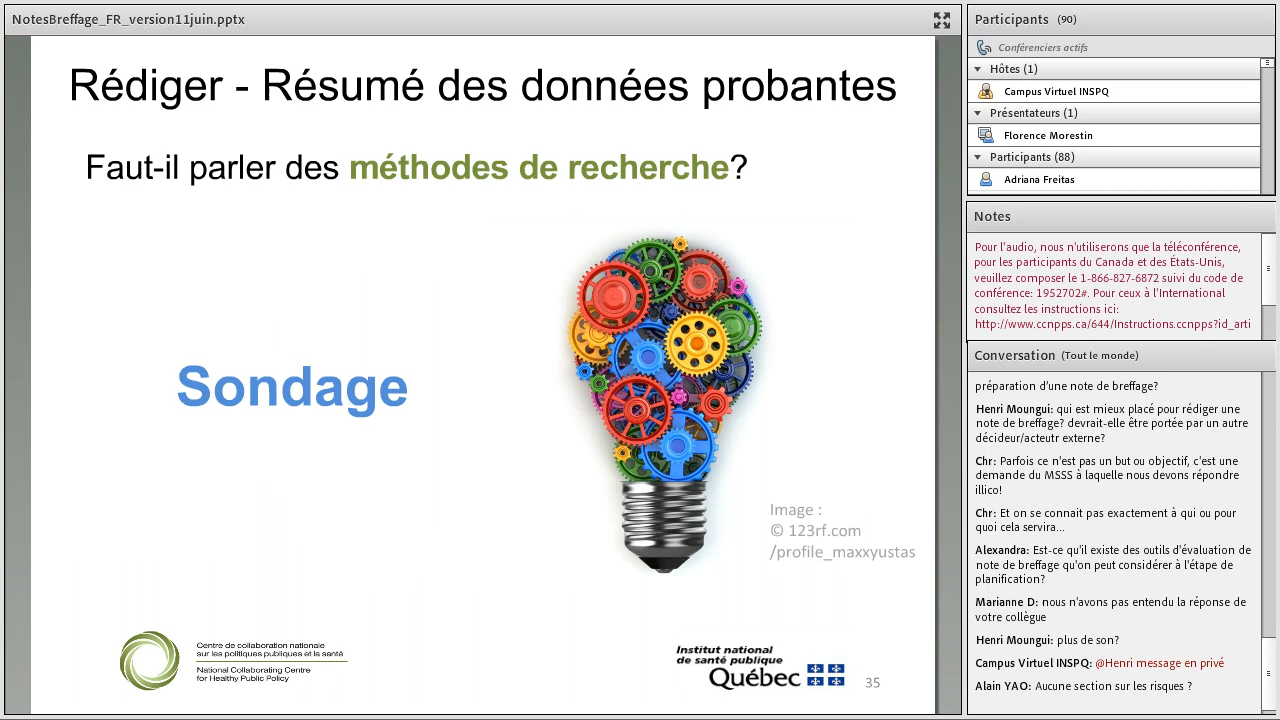 NotesBreffage_FR_version11juin.pptx
Rédiger - Résumé des données probantes
Faut-il parler des méthodes de recherche?
Sondage
Image :
© 123rf.com
/profile_maxxyustas
Centre de collaboration nationale
sur les politiques publiques et la santé
National Collaborating Centre
for Healthy Public Policy
Institut national
de santé publique
Québec
35
Participants (90)
Conférenciers actifs
Hôtes (1)
Campus Virtuel INSPQ
Présentateurs (1)
Florence Morestin
Participants (88)
Adriana Freitas
Notes
Pour l'audio, nous n'utiliserons que la téléconférence,
pour les participants du Canada et des États-Unis,
veuillez composer le 1-866-827-6872 suivi du code de
conférence: 1952702#. Pour ceux à l'International
consultez les instructions ici:
http://www.ccnpps.ca/644/Instructions.ccnpps?id_arti
Conversation (Tout le monde)
préparation d'une note de breffage?
Henri Moungui: qui est mieux placé pour rédiger une
note de breffage? devrait-elle être portée par un autre
décideur/acteur externe?
Chr: Parfois ce n'est pas un but ou objectif, c'est une
demande du MSSS à laquelle nous devons répondre
illico!
Chr: Et on se connait pas exactement à qui ou pour
quoi cela servira...
Alexandra: Est-ce qu'il existe des outils d'évaluation de
note de breffage qu'on peut considérer à l'étape de
planification?
Marianne D: nous n'avons pas entendu la réponse de
votre collègue
Henri Moungui: plus de son?
Campus Virtuel INSPQ: @Henri message en privé
Alain YAO: Aucune section sur les risques ?